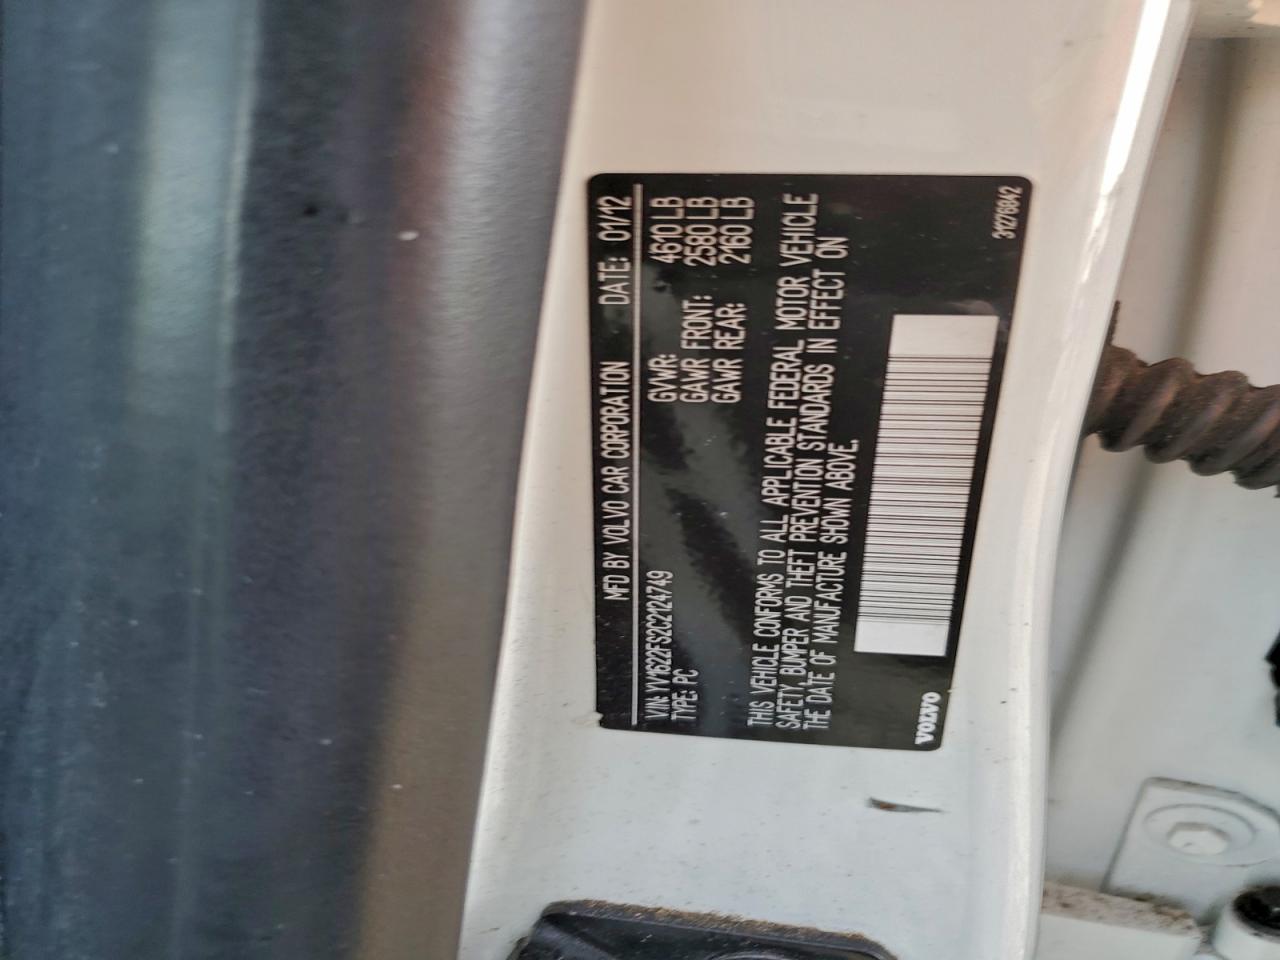 MFD BY VOLVO CAR CORPORATION DATE: 01/12
VIN: YV1622FS2C2124749 GVWR: 4610 LB
TYPE: PC GAWR FRONT: 2580 LB
GAWR REAR: 2160 LB
THIS VEHICLE CONFORMS TO ALL APPLICABLE FEDERAL MOTOR VEHICLE
SAFETY, BUMPER AND THEFT PREVENTION STANDARDS IN EFFECT ON
THE DATE OF MANUFACTURE SHOWN ABOVE.
VOLVO 31276842